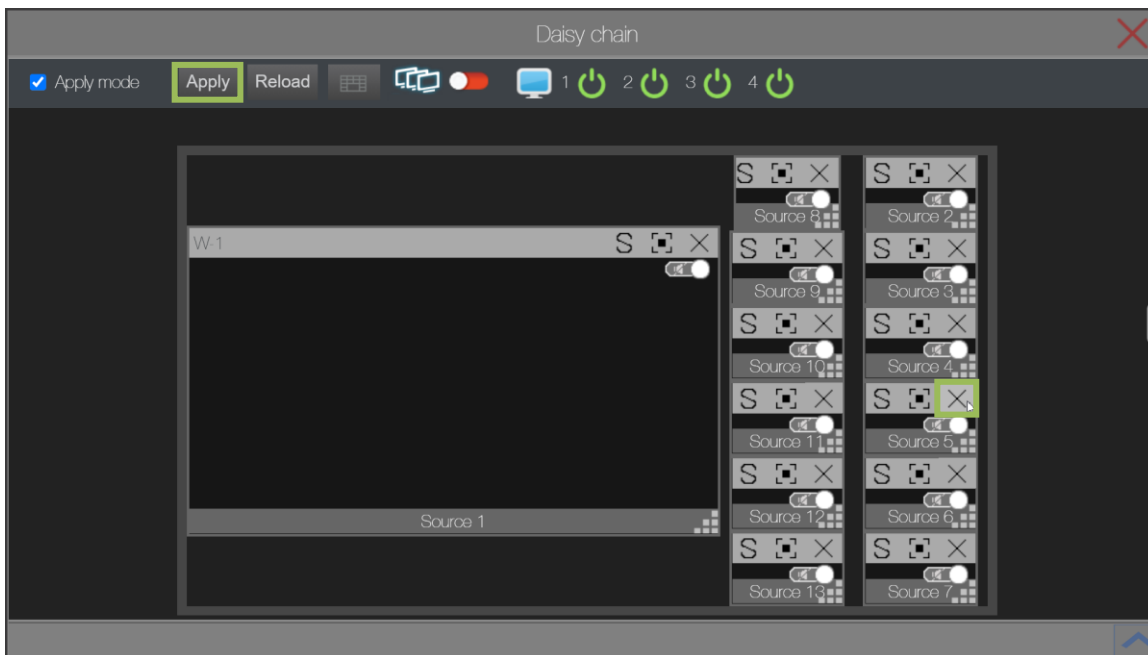 Daisy chain
Apply mode Apply Reload 1 2 3 4
S S
Source 8 Source 2
W-1 S
S S
Source 9 Source 3
S S
Source 10 Source 4
S S
Source 11 Source 5
S S
Source 12 Source 6
Source 1
S S
Source 13 Source 7